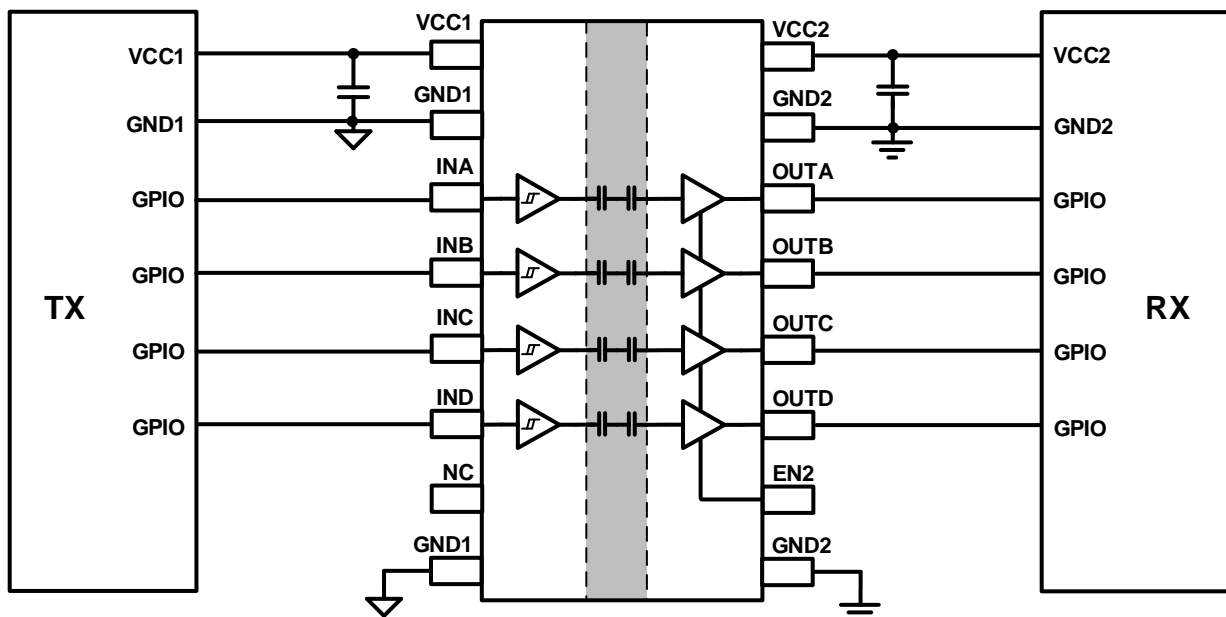 VCC1
VCC2
VCC1
VCC2
GND1
GND2
GND1
GND2
INA
OUTA
GPIO
GPIO
INB
OUTB
GPIO
GPIO
TX
RX
INC
OUTC
GPIO
GPIO
IND
OUTD
GPIO
GPIO
NC
EN2
GND1
GND2